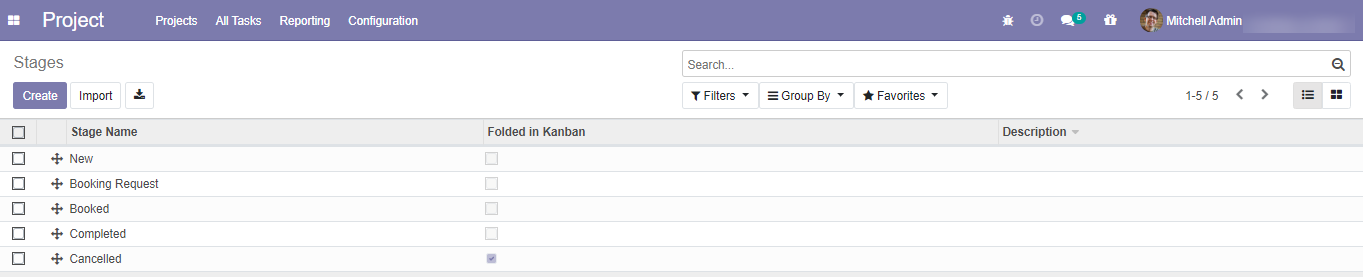 Project Projects All Tasks Reporting Configuration 5 Mitchell Admin
Stages
Search...
Create Import Filters Group By Favorites 1-5 / 5
Stage Name Folded in Kanban Description
New
Booking Request
Booked
Completed
Cancelled